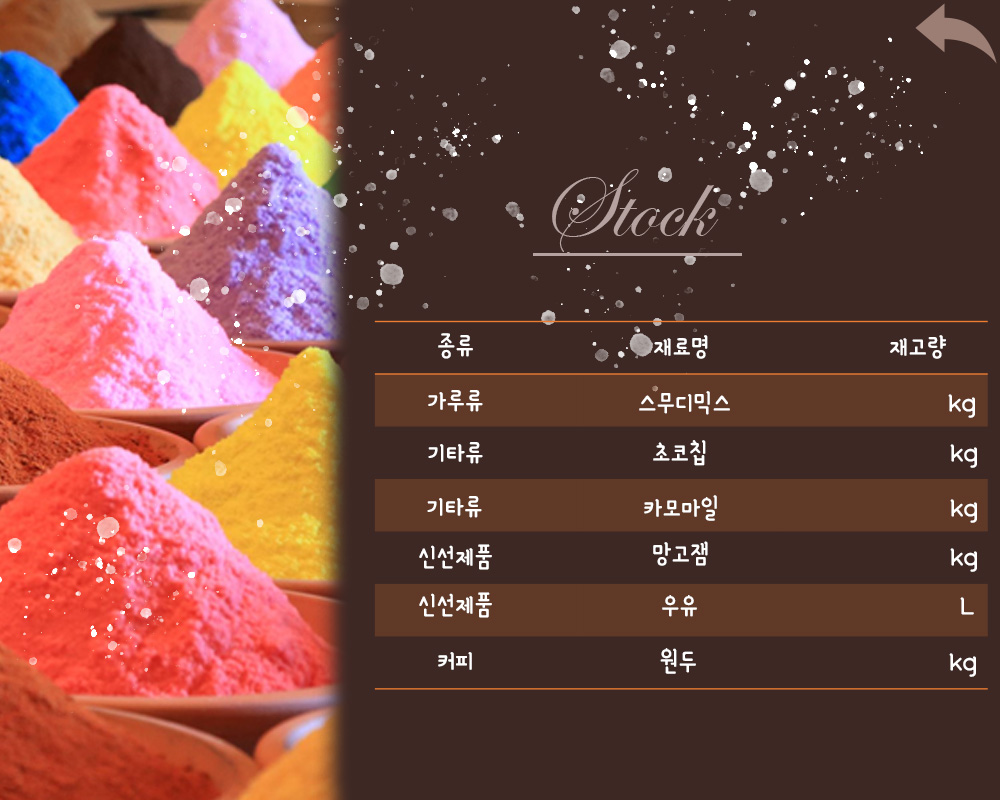 Stock
종류 재료명 재고량
가루류 스무디믹스 kg
기타류 초코칩 kg
기타류 카모마일 kg
신선제품 망고잼 kg
신선제품 우유 L
커피 원두 kg